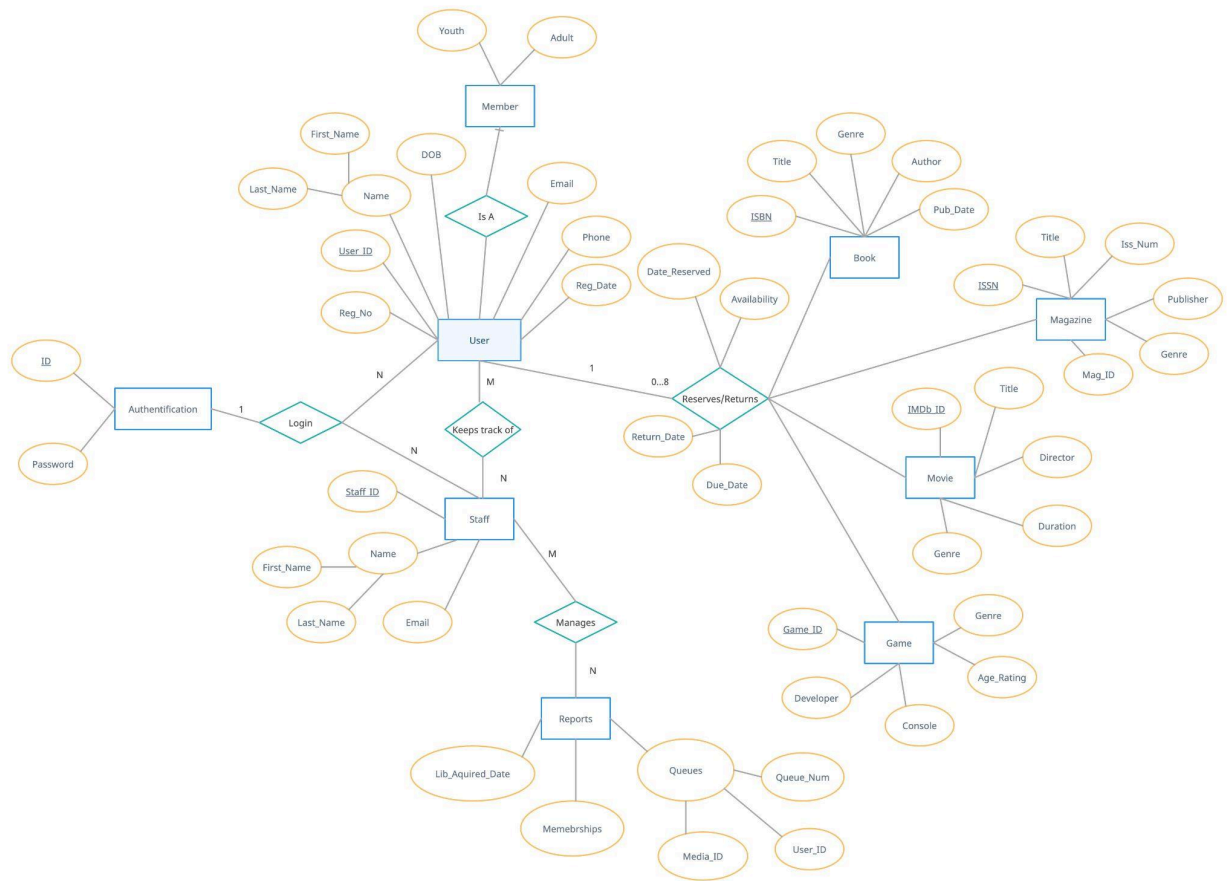 Youth
Adult
Member
First_Name
DOB
Last_Name
Name
Is A
Email
User_ID
Phone
Reg_No
Reg_Date
User
Genre
Title
Author
ISBN
Pub_Date
Book
Title
Iss_Num
ISSN
Publisher
Magazine
Genre
Mag_ID
Date_Reserved
Availability
ID
N
M
1
0...8
Reserves/Returns
Authentification
1
Login
Keeps track of
Return_Date
Due_Date
Password
N
N
Title
IMDb_ID
Director
Movie
Duration
Genre
Staff_ID
Staff
Name
First_Name
Last_Name
Email
M
Manages
N
Game_ID
Genre
Game
Age_Rating
Developer
Console
Reports
Lib_Aquired_Date
Memebrships
Queues
Queue_Num
Media_ID
User_ID